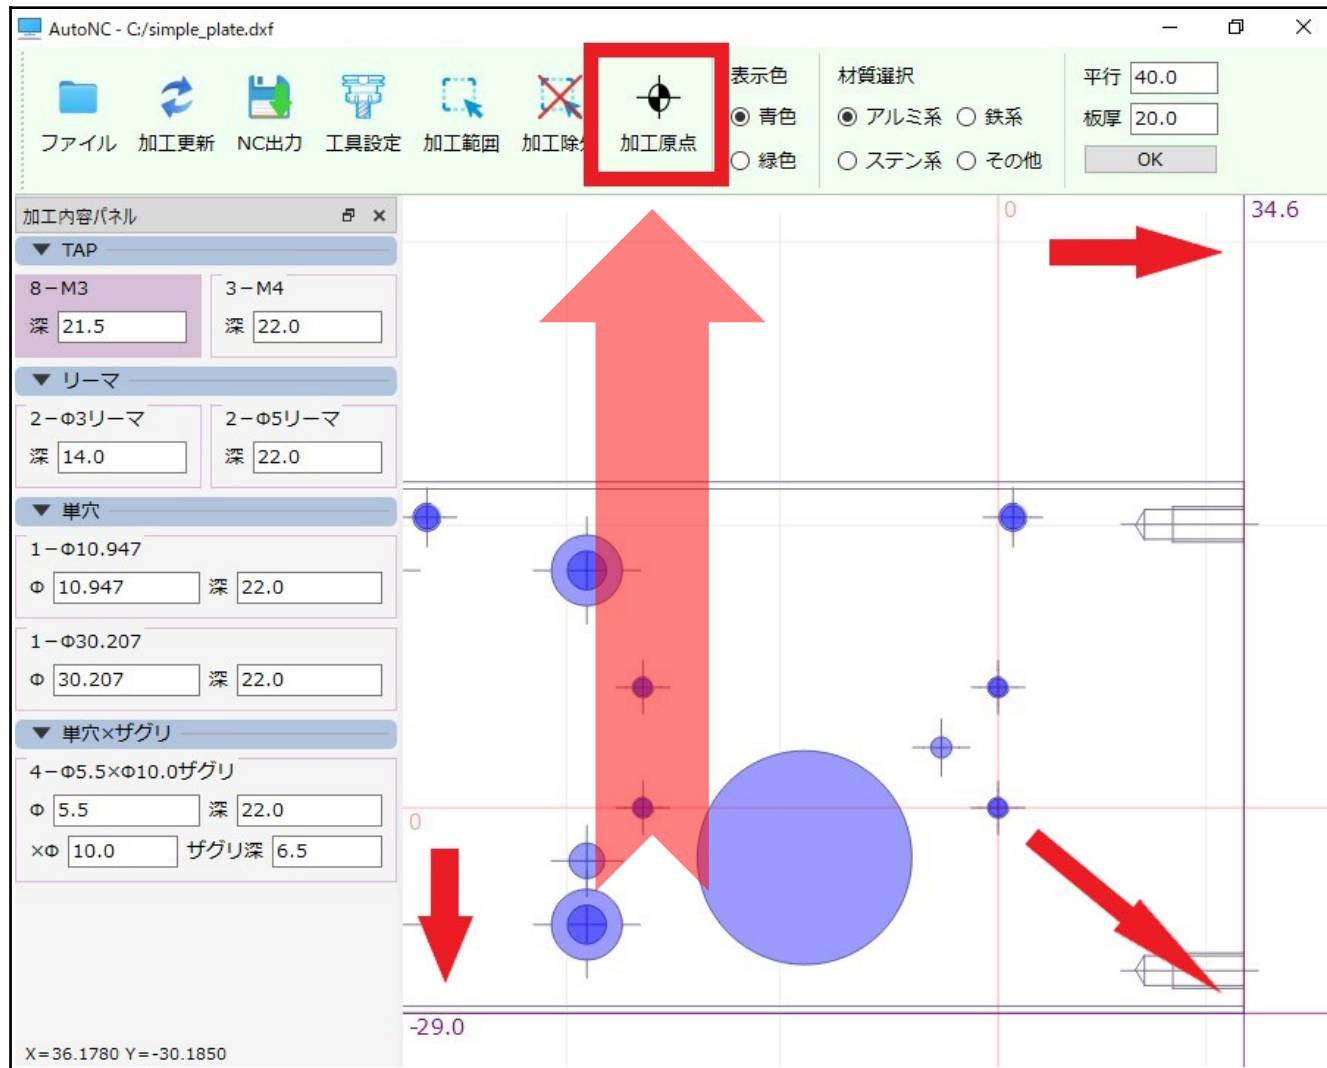 AutoNC - C:/simple_plate.dxf
ファイル 加工更新 NC出力 工具設定 加工範囲 加工除 加工原点
表示色
青色
緑色
材質選択
アルミ系 鉄系
ステン系 その他
平行 40.0
板厚 20.0
OK
加工内容パネル
TAP
8−M3 3−M4
深 21.5 深 22.0
リーマ
2−Φ3リーマ 2−Φ5リーマ
深 14.0 深 22.0
単穴
1−Φ10.947
Φ 10.947 深 22.0
1−Φ30.207
Φ 30.207 深 22.0
単穴×ザグリ
4−Φ5.5×Φ10.0ザグリ
Φ 5.5 深 22.0
×Φ 10.0 ザグリ深 6.5
X=36.1780 Y=-30.1850
0 34.6
0
-29.0